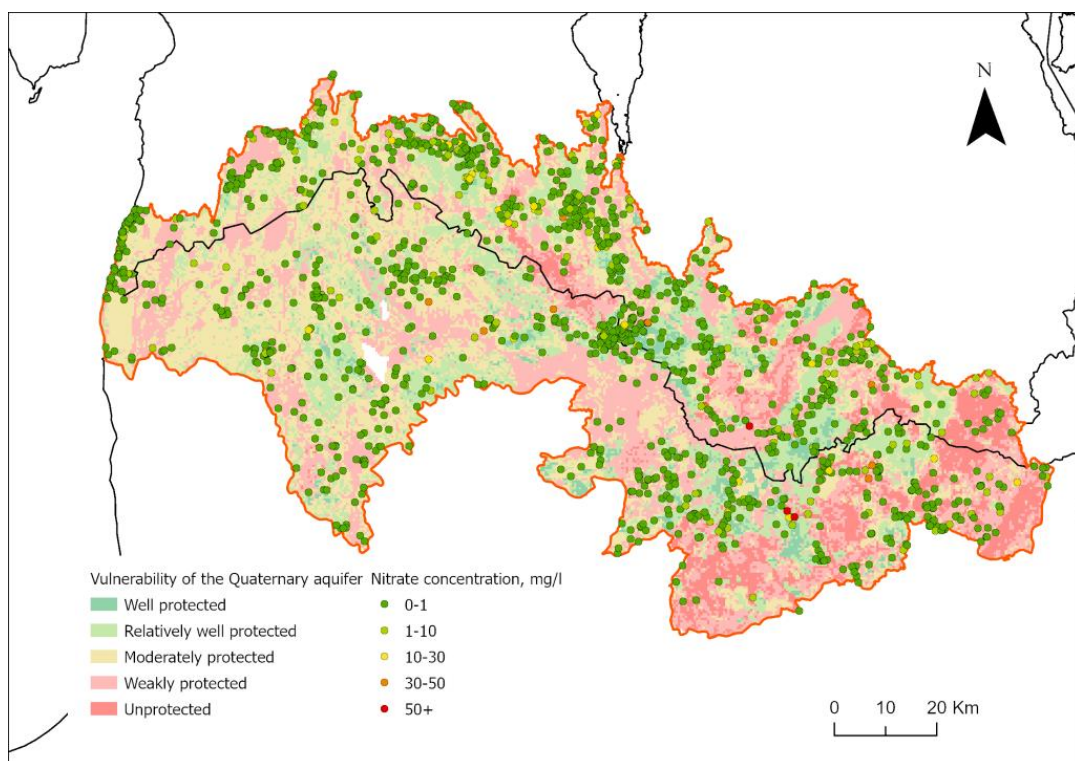 N
Vulnerability of the Quaternary aquifer Nitrate concentration, mg/l
Well protected 0-1
Relatively well protected 1-10
Moderately protected 10-30
Weakly protected 30-50
Unprotected 50+
0 10 20 Km